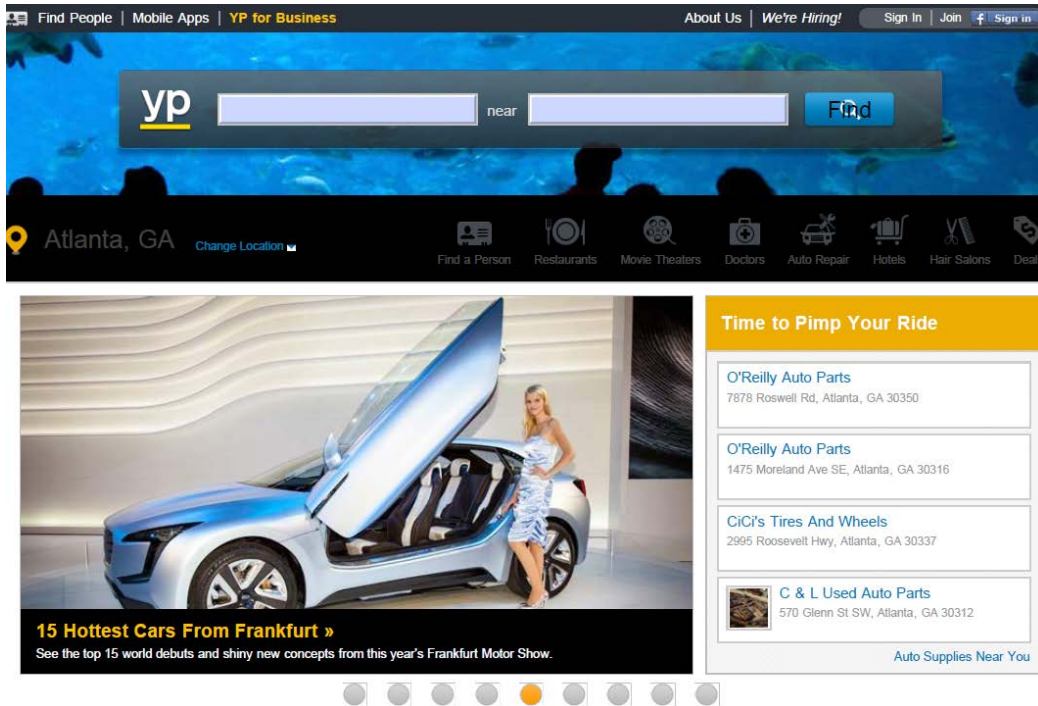 Find People | Mobile Apps | YP for Business
About Us | We're Hiring!
Sign In | Join f Sign in
yp
near
Find
Atlanta, GA
Change Location
Find a Person
Restaurants
Movie Theaters
Doctors
Auto Repair
Hotels
Hair Salons
Deal
15 Hottest Cars From Frankfurt »
See the top 15 world debuts and shiny new concepts from this year's Frankfurt Motor Show.
Time to Pimp Your Ride
O'Reilly Auto Parts
7878 Roswell Rd, Atlanta, GA 30350
O'Reilly Auto Parts
1475 Moreland Ave SE, Atlanta, GA 30316
CiCi's Tires And Wheels
2995 Roosevelt Hwy, Atlanta, GA 30337
C & L Used Auto Parts
570 Glenn St SW, Atlanta, GA 30312
Auto Supplies Near You